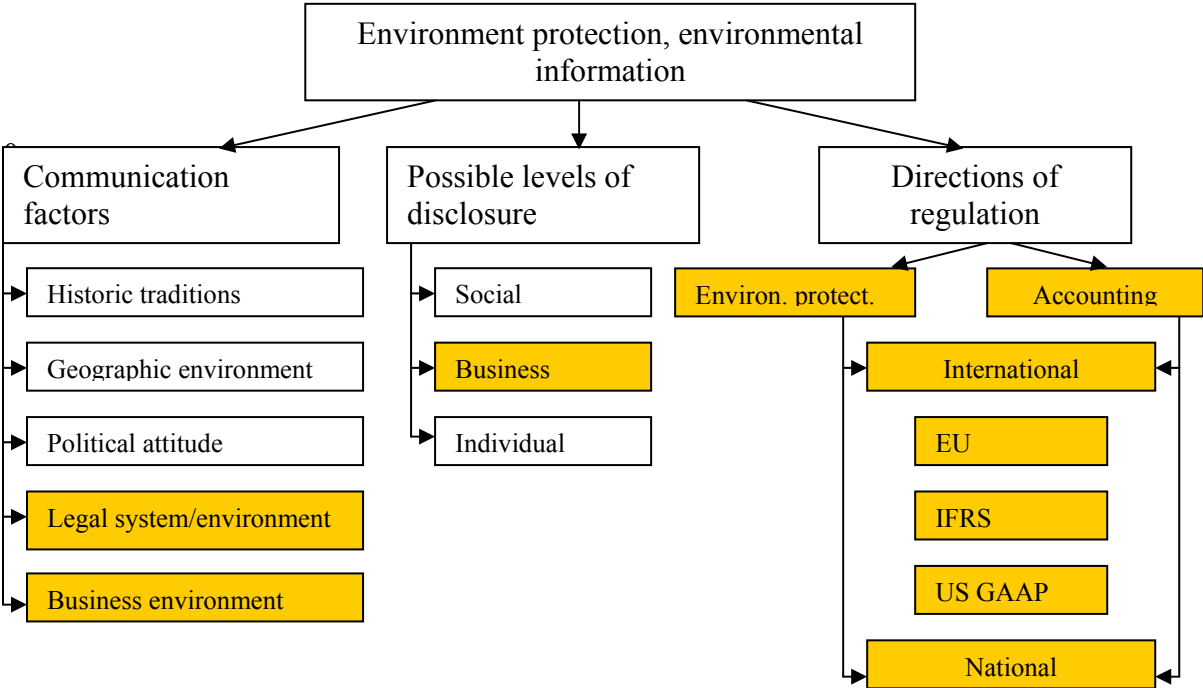 Environment protection, environmental
information
Communication
factors
Historic traditions
Geographic environment
Political attitude
Legal system/environment
Business environment
Possible levels of
disclosure
Social
Business
Individual
Directions of
regulation
Environ. protect.
Accounting
International
EU
IFRS
US GAAP
National